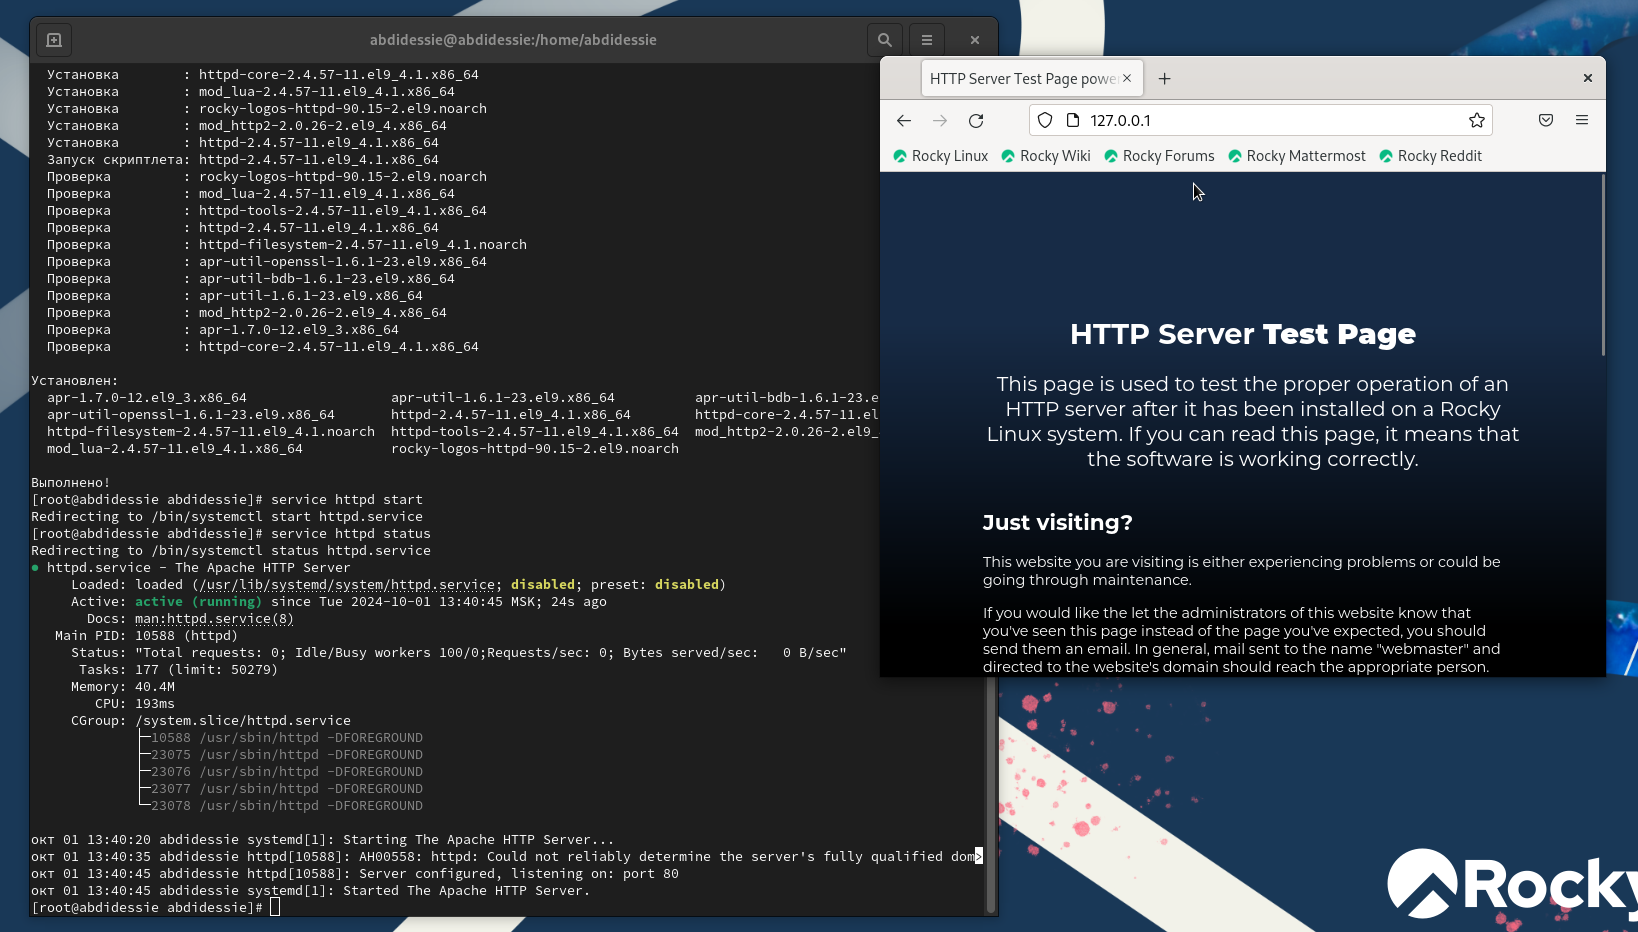 abdidessie@abdidessie:/home/abdidessie
Установка : httpd-core-2.4.57-11.el9_4.1.x86_64
Установка : mod_lua-2.4.57-11.el9_4.1.x86_64
Установка : rocky-logos-httpd-90.15-2.el9.noarch
Установка : mod_http2-2.0.26-2.el9_4.x86_64
Установка : httpd-2.4.57-11.el9_4.1.x86_64
Запуск скриптлета: httpd-2.4.57-11.el9_4.1.x86_64
Проверка : rocky-logos-httpd-90.15-2.el9.noarch
Проверка : mod_lua-2.4.57-11.el9_4.1.x86_64
Проверка : httpd-tools-2.4.57-11.el9_4.1.x86_64
Проверка : httpd-2.4.57-11.el9_4.1.x86_64
Проверка : httpd-filesystem-2.4.57-11.el9_4.1.noarch
Проверка : apr-util-openssl-1.6.1-23.el9.x86_64
Проверка : apr-util-bdb-1.6.1-23.el9.x86_64
Проверка : apr-util-1.6.1-23.el9.x86_64
Проверка : mod_http2-2.0.26-2.el9_4.x86_64
Проверка : apr-1.7.0-12.el9_3.x86_64
Проверка : httpd-core-2.4.57-11.el9_4.1.x86_64
Установлен:
apr-1.7.0-12.el9_3.x86_64 apr-util-1.6.1-23.el9.x86_64 apr-util-bdb-1.6.1-23.e
apr-util-openssl-1.6.1-23.el9.x86_64 httpd-2.4.57-11.el9_4.1.x86_64 httpd-core-2.4.57-11.el
httpd-filesystem-2.4.57-11.el9_4.1.noarch httpd-tools-2.4.57-11.el9_4.1.x86_64 mod_http2-2.0.26-2.el9_
mod_lua-2.4.57-11.el9_4.1.x86_64 rocky-logos-httpd-90.15-2.el9.noarch
Выполнено!
[root@abdidessie abdidessie]# service httpd start
Redirecting to /bin/systemctl start httpd.service
[root@abdidessie abdidessie]# service httpd status
Redirecting to /bin/systemctl status httpd.service
● httpd.service - The Apache HTTP Server
Loaded: loaded (/usr/lib/systemd/system/httpd.service; disabled; preset: disabled)
Active: active (running) since Tue 2024-10-01 13:40:45 MSK; 24s ago
Docs: man:httpd.service(8)
Main PID: 10588 (httpd)
Status: "Total requests: 0; Idle/Busy workers 100/0;Requests/sec: 0; Bytes served/sec: 0 B/sec"
Tasks: 177 (limit: 50279)
Memory: 40.4M
CPU: 193ms
CGroup: /system.slice/httpd.service
├─10588 /usr/sbin/httpd -DFOREGROUND
├─23075 /usr/sbin/httpd -DFOREGROUND
├─23076 /usr/sbin/httpd -DFOREGROUND
├─23077 /usr/sbin/httpd -DFOREGROUND
└─23078 /usr/sbin/httpd -DFOREGROUND
окт 01 13:40:20 abdidessie systemd[1]: Starting The Apache HTTP Server...
окт 01 13:40:35 abdidessie httpd[10588]: AH00558: httpd: Could not reliably determine the server's fully qualified dom>
окт 01 13:40:45 abdidessie httpd[10588]: Server configured, listening on: port 80
окт 01 13:40:45 abdidessie systemd[1]: Started The Apache HTTP Server.
[root@abdidessie abdidessie]#
HTTP Server Test Page powe
127.0.0.1
Rocky Linux Rocky Wiki Rocky Forums Rocky Mattermost Rocky Reddit
HTTP Server Test Page
This page is used to test the proper operation of an
HTTP server after it has been installed on a Rocky
Linux system. If you can read this page, it means that
the software is working correctly.
Just visiting?
This website you are visiting is either experiencing problems or could be
going through maintenance.
If you would like the let the administrators of this website know that
you've seen this page instead of the page you've expected, you should
send them an email. In general, mail sent to the name "webmaster" and
directed to the website's domain should reach the appropriate person.
Rocky